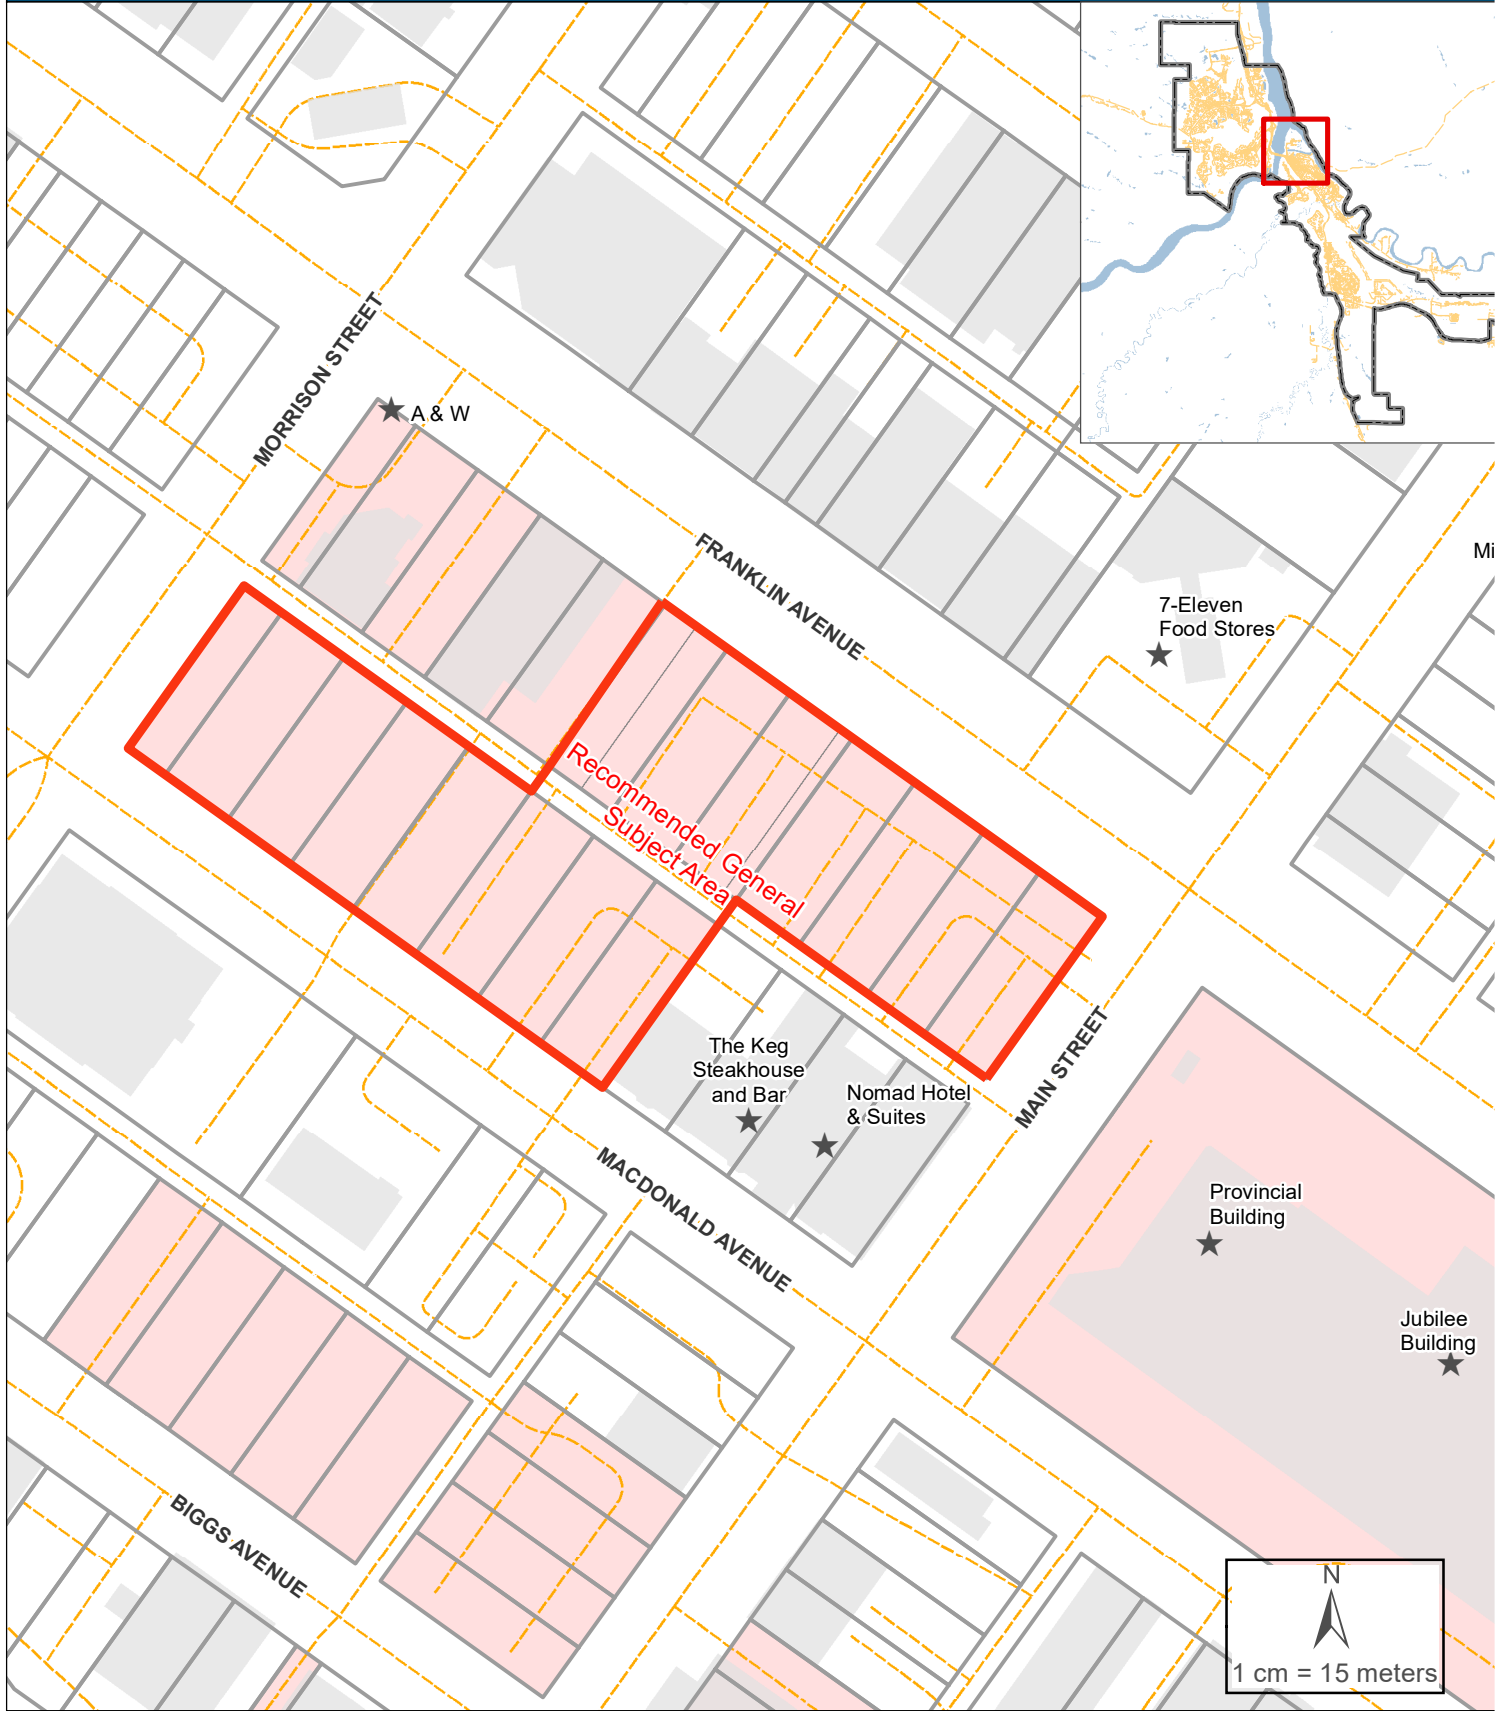 MORRISON STREET
A & W
FRANKLIN AVENUE
Mi
7-Eleven
Food Stores
Recommended General
Subject Area
The Keg
Steakhouse
and Bar
Nomad Hotel
& Suites
MAIN STREET
MACDONALD AVENUE
Provincial
Building
Jubilee
Building
BIGGS AVENUE
N
1 cm = 15 meters